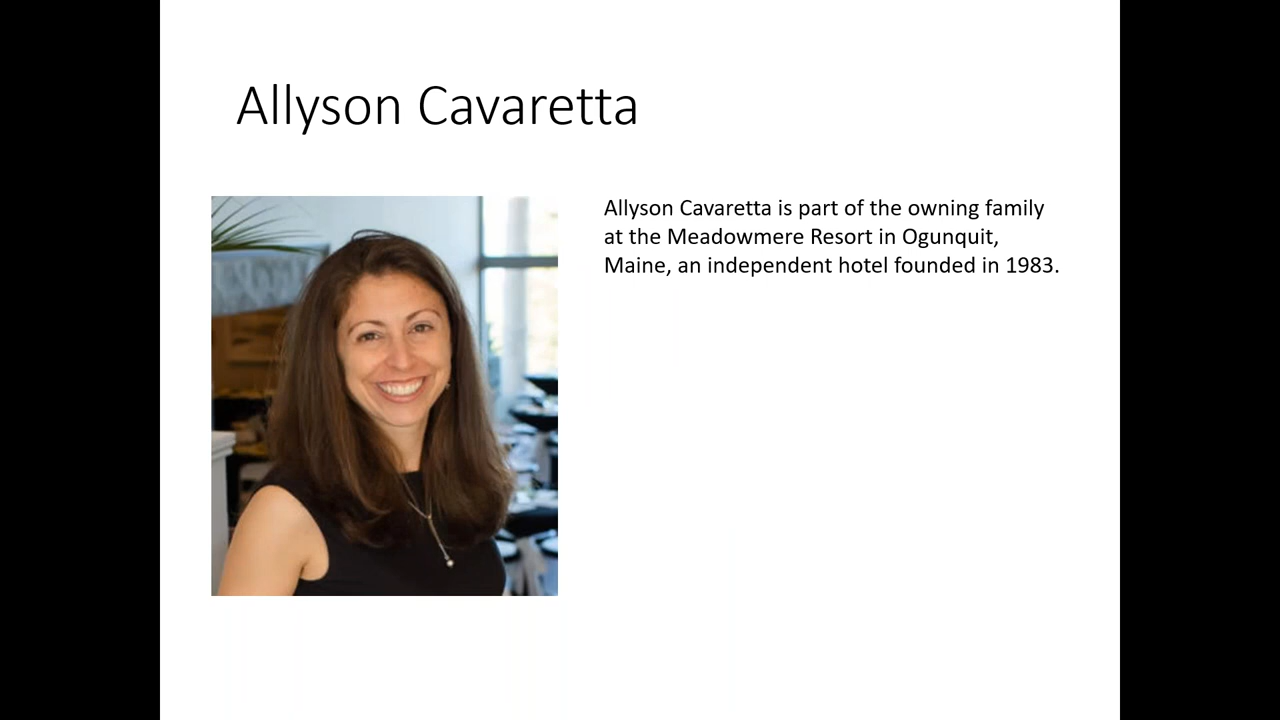 Allyson Cavaretta
Allyson Cavaretta is part of the owning family
at the Meadowmere Resort in Ogunquit,
Maine, an independent hotel founded in 1983.